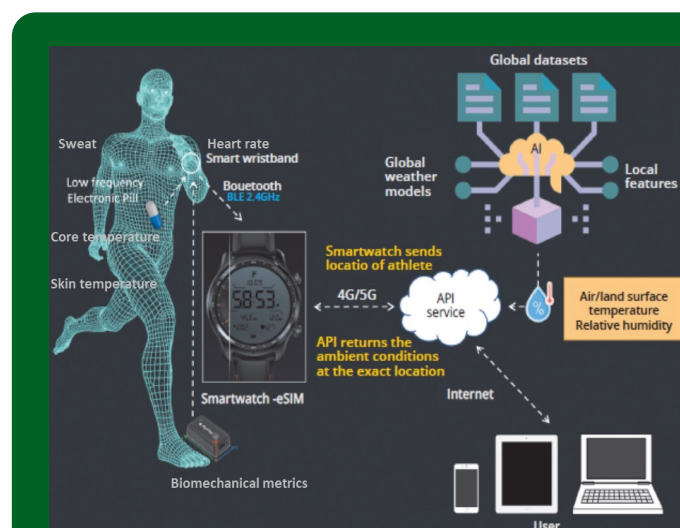 Global datasets
Sweat
Heart rate
Smart wristband
AI
Global
weather
models
Local
features
Low frequency
Electronic Pill
Bouetooth
BLE 2.4GHz
Core temperature
Skin temperature
Smartwatch sends
locatio of athlete
4G/5G
API
service
%
Air/land surface
temperature
Relative humidity
58 53
API returns the
ambient conditions
at the exact location
Smartwatch -eSIM
Internet
Biomechanical metrics
User